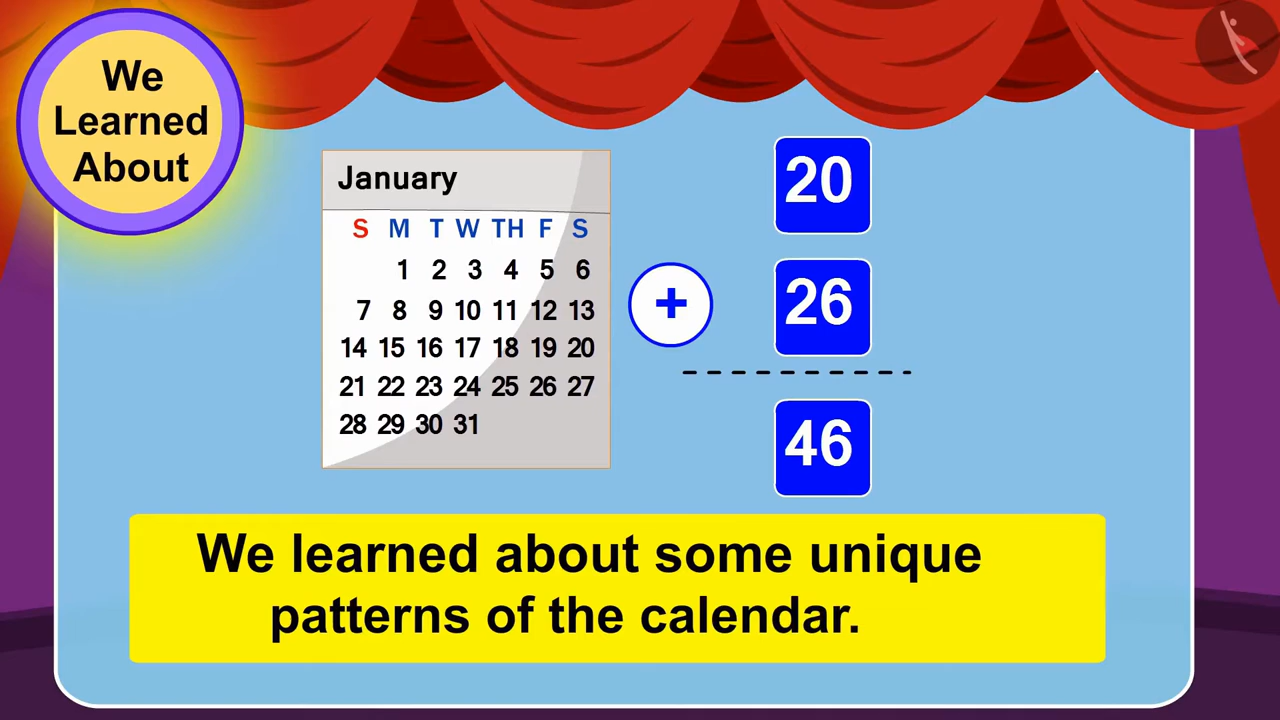 We
Learned
About
January
S M T W TH F S
1 2 3 4 5 6
7 8 9 10 11 12 13
14 15 16 17 18 19 20
21 22 23 24 25 26 27
28 29 30 31
20
+ 26
46
We learned about some unique
patterns of the calendar.